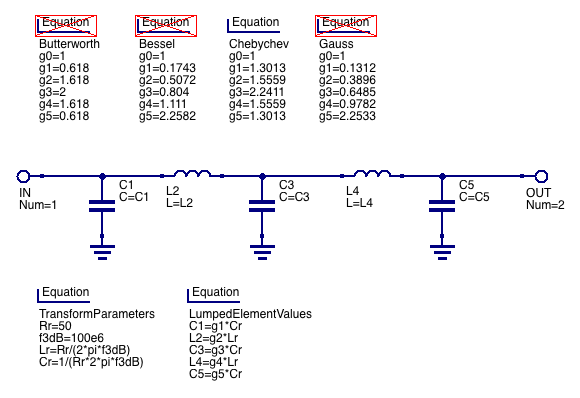 Equation
Butterworth
g0=1
g1=0.618
g2=1.618
g3=2
g4=1.618
g5=0.618
Equation
Bessel
g0=1
g1=0.1743
g2=0.5072
g3=0.804
g4=1.111
g5=2.2582
Equation
Chebychev
g0=1
g1=1.3013
g2=1.5559
g3=2.2411
g4=1.5559
g5=1.3013
Equation
Gauss
g0=1
g1=0.1312
g2=0.3896
g3=0.6485
g4=0.9782
g5=2.2533
IN
Num=1
C1
C=C1
L2
L=L2
C3
C=C3
L4
L=L4
C5
C=C5
OUT
Num=2
Equation
TransformParameters
Rr=50
f3dB=100e6
Lr=Rr/(2*pi*f3dB)
Cr=1/(Rr*2*pi*f3dB)
Equation
LumpedElementValues
C1=g1*Cr
L2=g2*Lr
C3=g3*Cr
L4=g4*Lr
C5=g5*Cr